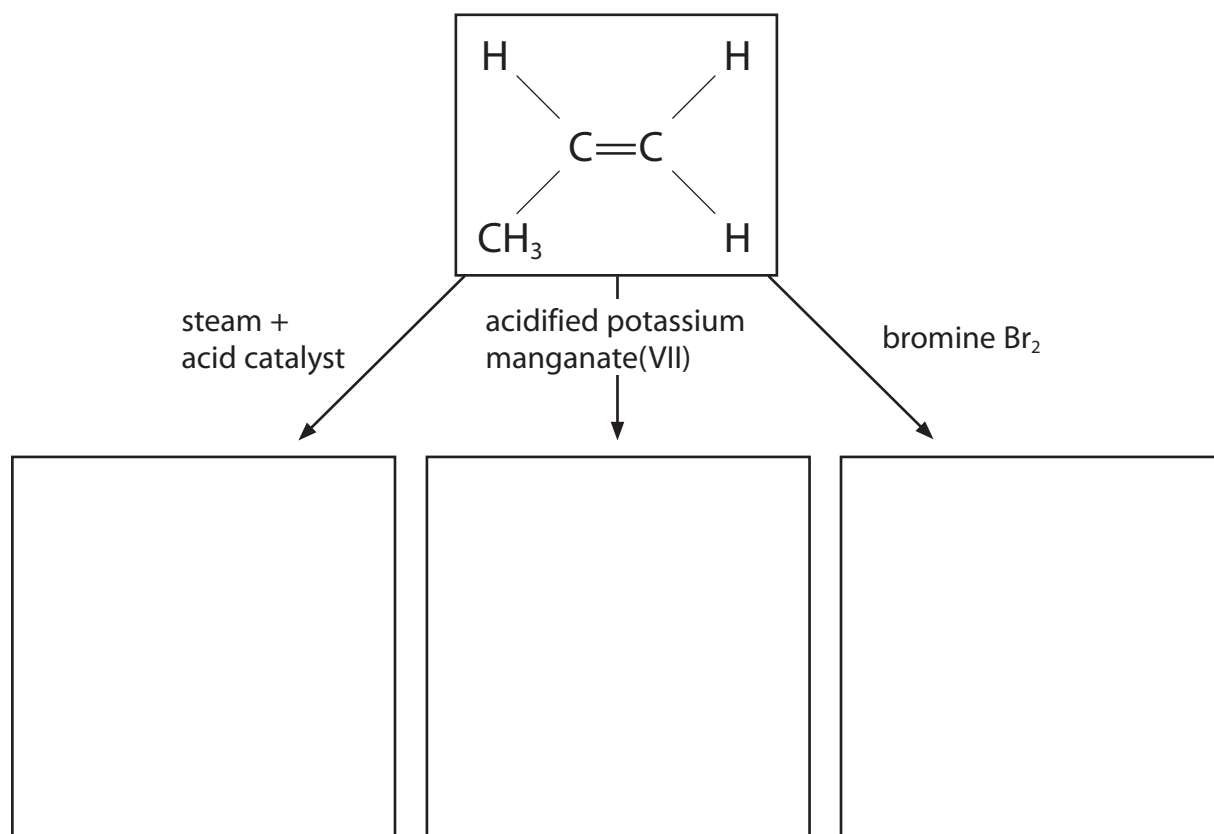 H H
C=C
CH₃ H
steam +
acid catalyst
acidified potassium
manganate(VII)
bromine Br₂